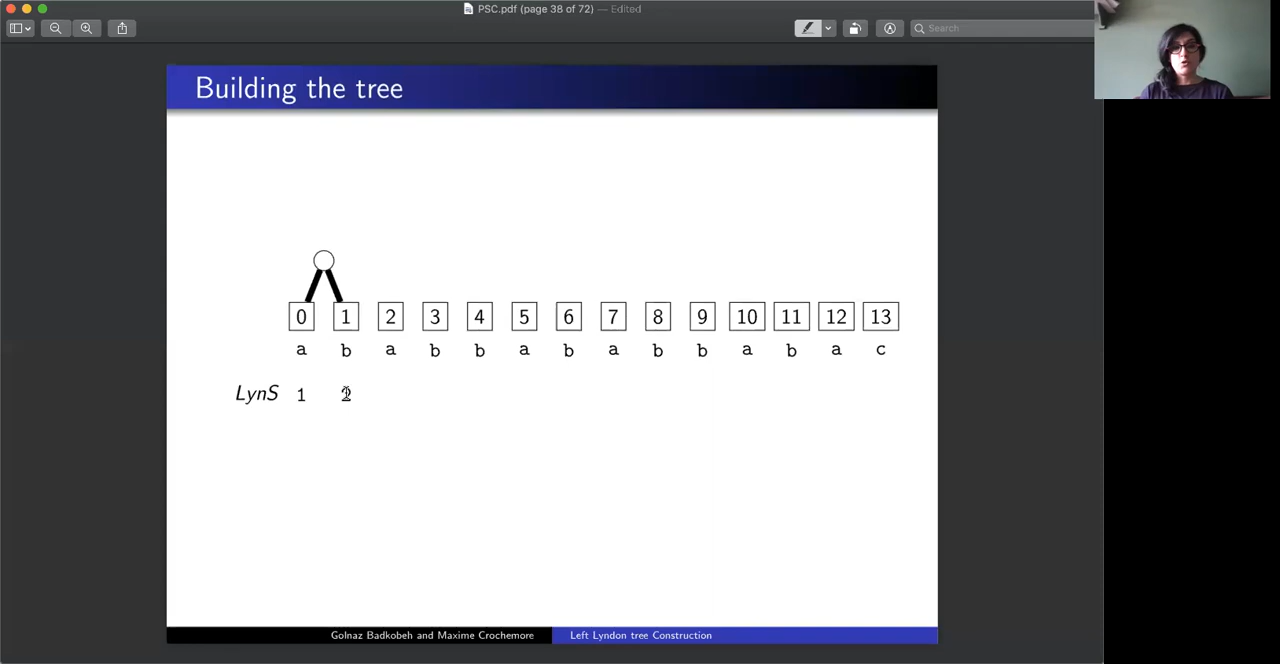 PSC.pdf (page 38 of 72) — Edited
Search
Building the tree
0 1 2 3 4 5 6 7 8 9 10 11 12 13
a b a b b a b a b b a b a c
LynS 1 2
Golnaz Badkobeh and Maxime Crochemore
Left Lyndon tree Construction